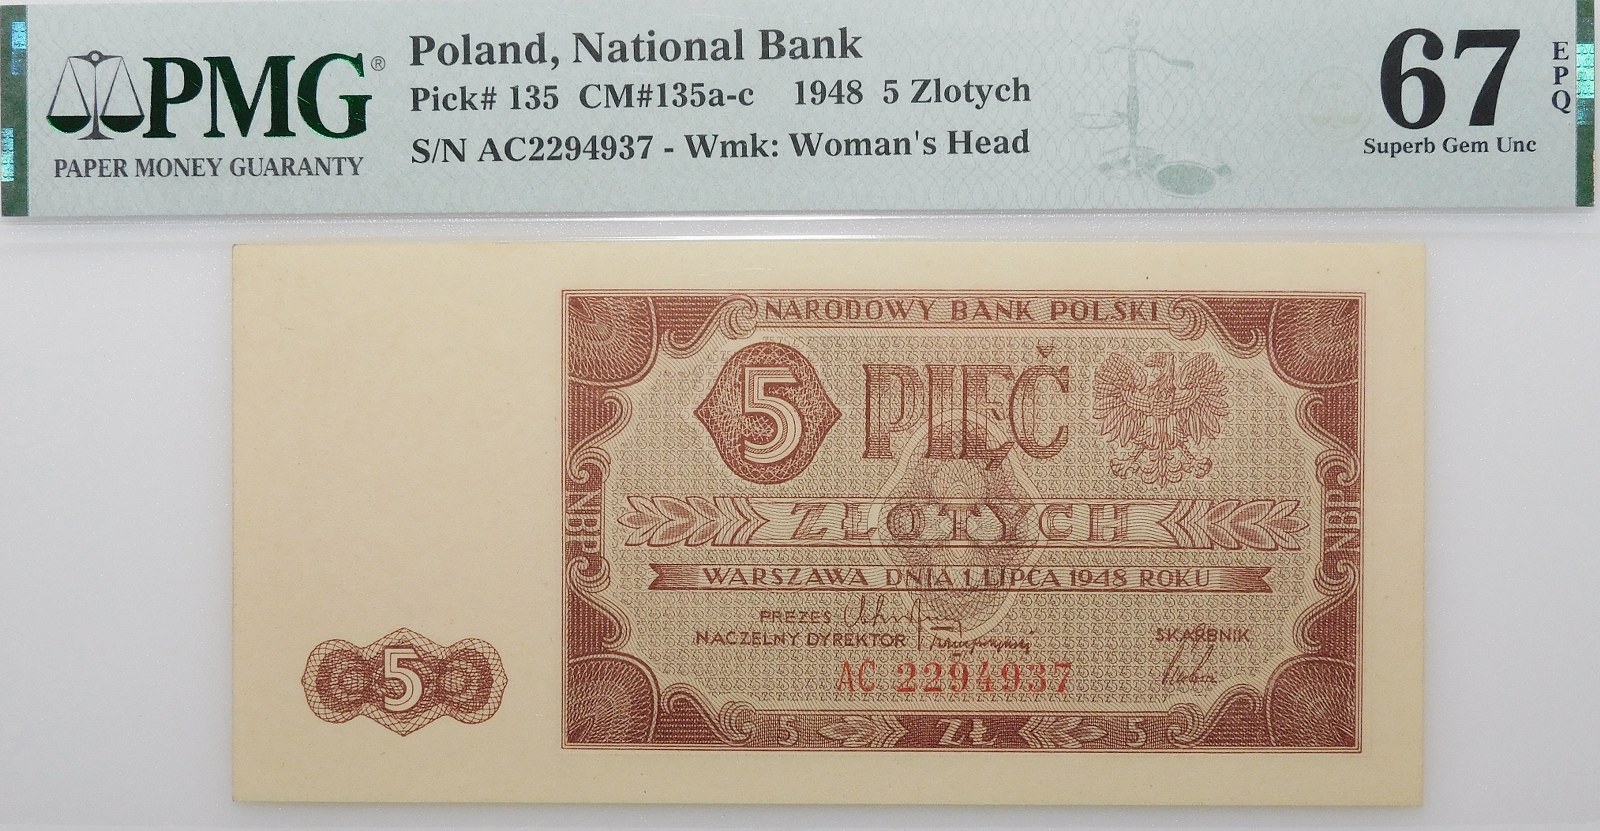 PMG®
PAPER MONEY GUARANTY
Poland, National Bank
Pick# 135 CM#135a-c 1948 5 Zlotych
S/N AC2294937 - Wmk: Woman's Head
67
EPQ
Superb Gem Unc
NARODOWY BANK POLSKI
5 PIĘĆ
ZŁOTYCH
NBP
NBP
WARSZAWA DNIA 1 LIPCA 1948 ROKU
PREZES
NACZELNY DYREKTOR
SKARBNIK
AC 2294937
5
5 ZŁ 5